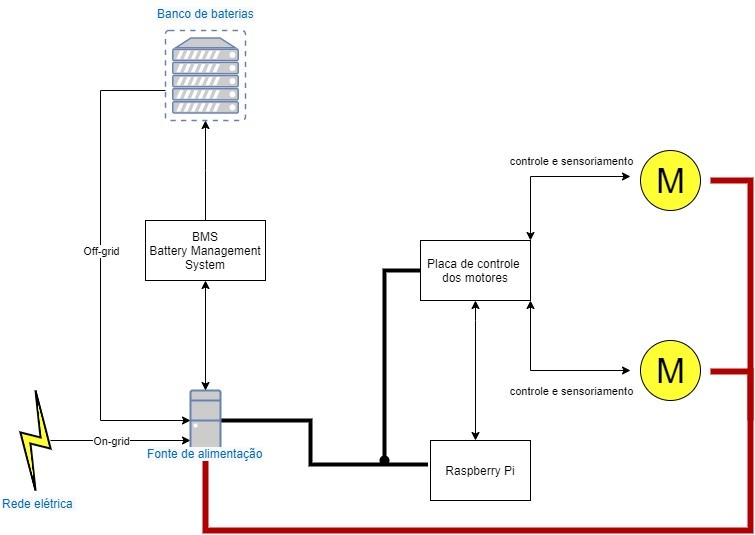 Banco de baterias
controle e sensoriamento
M
BMS
Battery Management
System
Off-grid
Placa de controle
dos motores
M
controle e sensoriamento
On-grid
Fonte de alimentação
Raspberry Pi
Rede elétrica